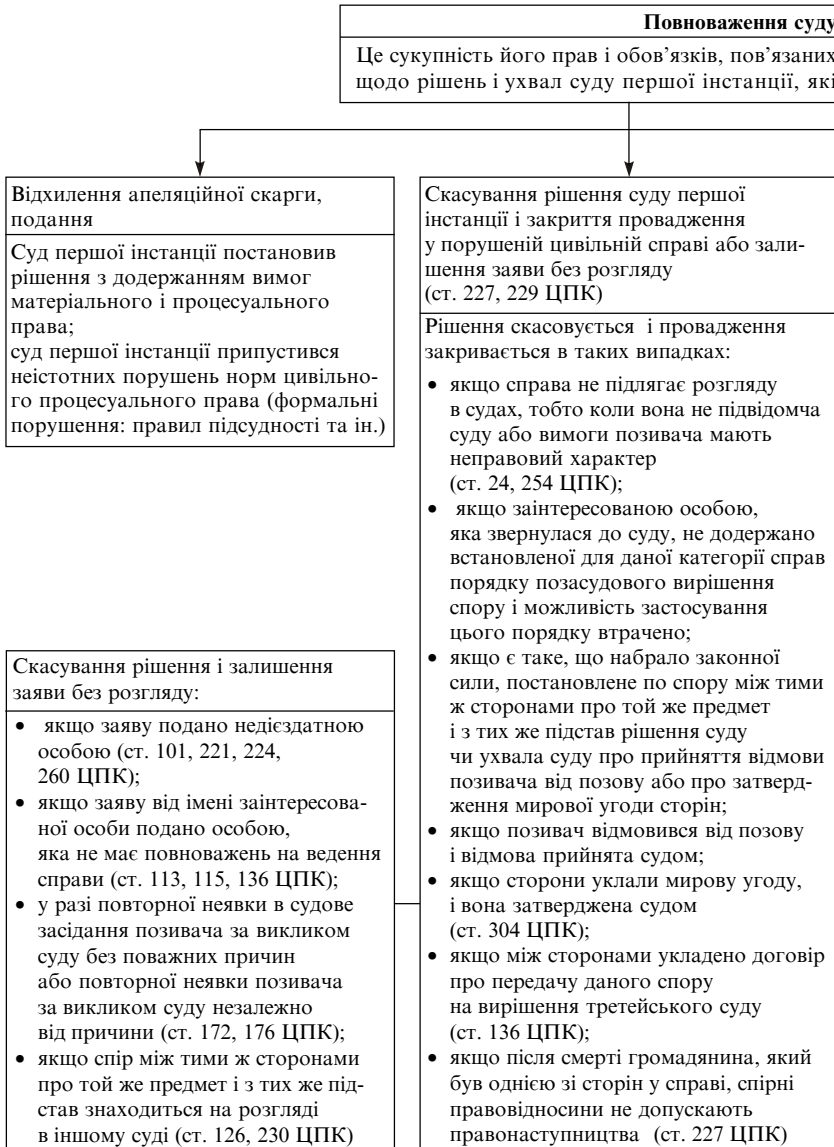 Повноваження суду
Це сукупність його прав і обов’язків, пов’язаних
щодо рішень і ухвал суду першої інстанції, які
Відхилення апеляційної скарги,
подання
Суд першої інстанції постановив
рішення з додержанням вимог
матеріального і процесуального
права;
суд першої інстанції припустився
неістотних порушень норм цивільно-
го процесуального права (формальні
порушення: правил підсудності та ін.)
Скасування рішення суду першої
інстанції і закриття провадження
у порушеній цивільній справі або зали-
шення заяви без розгляду
(ст. 227, 229 ЦПК)
Рішення скасовується і провадження
закривається в таких випадках:
• якщо справа не підлягає розгляду
в судах, тобто коли вона не підвідомча
суду або вимоги позивача мають
неправовий характер
(ст. 24, 254 ЦПК);
• якщо заінтересованою особою,
яка звернулася до суду, не додержано
встановленої для даної категорії справ
порядку позасудового вирішення
спору і можливість застосування
цього порядку втрачено;
• якщо є таке, що набрало законної
сили, постановлене по спору між тими
ж сторонами про той же предмет
і з тих же підстав рішення суду
чи ухвала суду про прийняття відмови
позивача від позову або про затверд-
ження мирової угоди сторін;
• якщо позивач відмовився від позову
і відмова прийнята судом;
• якщо сторони уклали мирову угоду,
і вона затверджена судом
(ст. 304 ЦПК);
• якщо між сторонами укладено договір
про передачу даного спору
на вирішення третейського суду
(ст. 136 ЦПК);
• якщо після смерті громадянина, який
був однією зі сторін у справі, спірні
правовідносини не допускають
правонаступництва (ст. 227 ЦПК)
Скасування рішення і залишення
заяви без розгляду:
• якщо заяву подано недієздатною
особою (ст. 101, 221, 224,
260 ЦПК);
• якщо заяву від імені заінтересова-
ної особи подано особою,
яка не має повноважень на ведення
справи (ст. 113, 115, 136 ЦПК);
• у разі повторної неявки в судове
засідання позивача за викликом
суду без поважних причин
або повторної неявки позивача
за викликом суду незалежно
від причини (ст. 172, 176 ЦПК);
• якщо спір між тими ж сторонами
про той же предмет і з тих же під-
став знаходиться на розгляді
в іншому суді (ст. 126, 230 ЦПК)